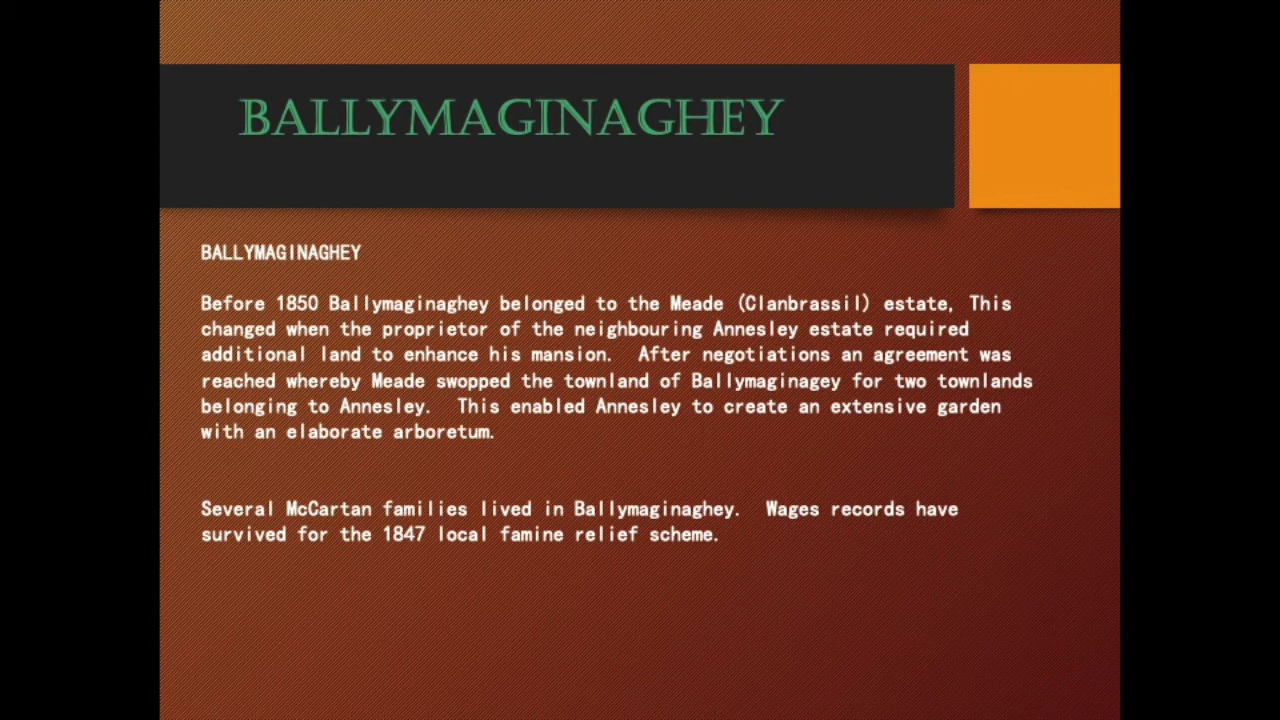 BALLYMAGINAGHEY
BALLYMAGINAGHEY
Before 1850 Ballymaginaghey belonged to the Meade (Clanbrassil) estate, This
changed when the proprietor of the neighbouring Annesley estate required
additional land to enhance his mansion.  After negotiations an agreement was
reached whereby Meade swopped the townland of Ballymaginagey for two townlands
belonging to Annesley.  This enabled Annesley to create an extensive garden
with an elaborate arboretum.
Several McCartan families lived in Ballymaginaghey.  Wages records have
survived for the 1847 local famine relief scheme.